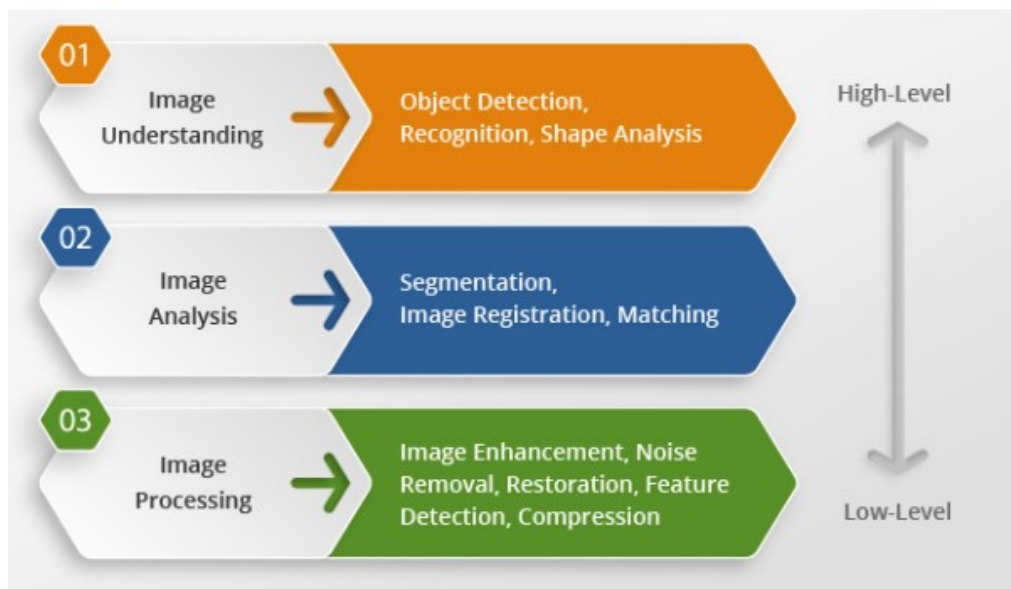 01
Image
Understanding
Object Detection,
Recognition, Shape Analysis
High-Level
02
Image
Analysis
Segmentation,
Image Registration, Matching
03
Image
Processing
Image Enhancement, Noise
Removal, Restoration, Feature
Detection, Compression
Low-Level